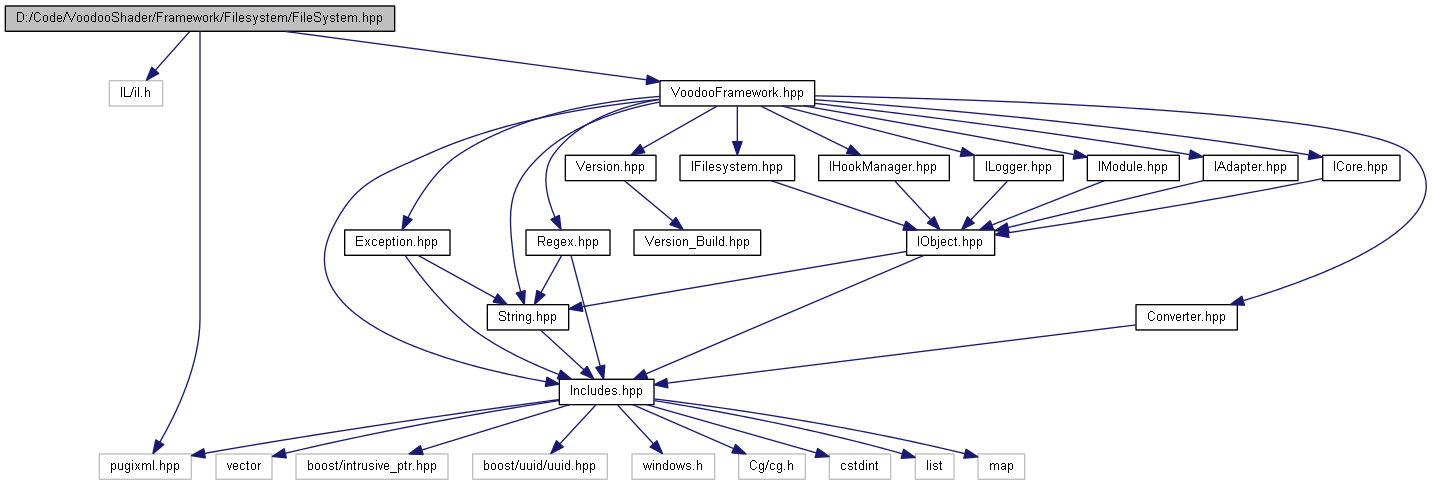 D:/Code/VoodooShader/Framework/Filesystem/FileSystem.hpp
IL/il.h
VoodooFramework.hpp
Version.hpp
IFilesystem.hpp
IHookManager.hpp
ILogger.hpp
IModule.hpp
IAdapter.hpp
ICore.hpp
Exception.hpp
Regex.hpp
Version_Build.hpp
IObject.hpp
String.hpp
Converter.hpp
Includes.hpp
pugixml.hpp
vector
boost/intrusive_ptr.hpp
boost/uuid/uuid.hpp
windows.h
Cg/cg.h
cstdint
list
map